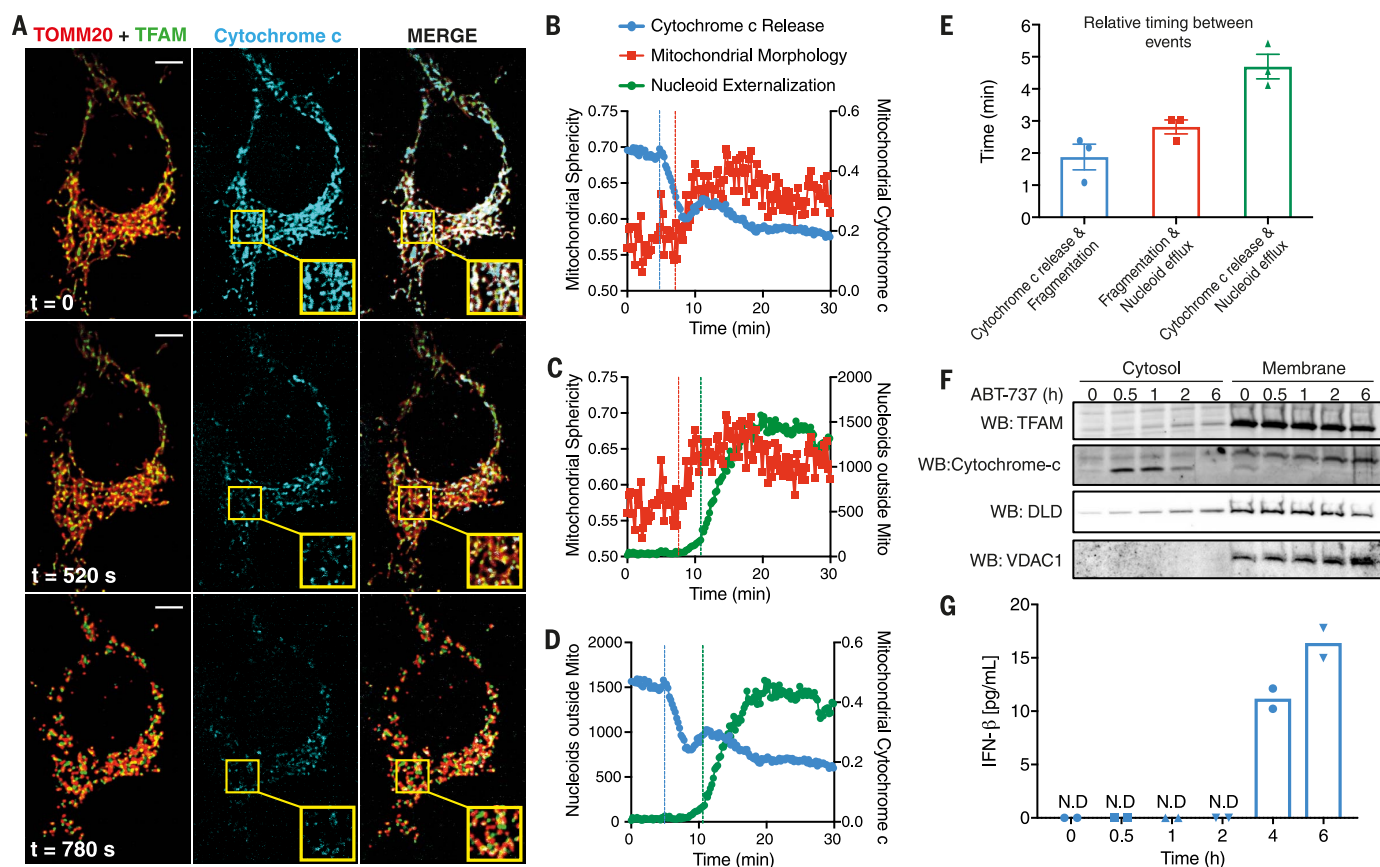 A
TOMM20 + TFAM
Cytochrome c
MERGE
t = 0
t = 520 s
t = 780 s
B
Cytochrome c Release
Mitochondrial Morphology
Nucleoid Externalization
Mitochondrial Sphericity
0.75
0.70
0.65
0.60
0.55
0.50
Mitochondrial Cytochrome c
0.6
0.4
0.2
0.0
0 10 20 30
Time (min)
C
Mitochondrial Sphericity
0.75
0.70
0.65
0.60
0.55
0.50
Nucleoids outside Mito
2000
1500
1000
500
0
0 10 20 30
Time (min)
D
Nucleoids outside Mito
2000
1500
1000
500
0
Mitochondrial Cytochrome c
0.6
0.4
0.2
0.0
0 10 20 30
Time (min)
E
Relative timing between
events
Time (min)
6
5
4
3
2
1
0
Cytochrome c release &
Fragmentation
Fragmentation &
Nucleoid efflux
Cytochrome c release &
Nucleoid efflux
F
Cytosol Membrane
ABT-737 (h) 0 0.5 1 2 6 0 0.5 1 2 6
WB: TFAM
WB:Cytochrome-c
WB: DLD
WB: VDAC1
G
IFN-β [pg/mL]
20
15
10
5
0
N.D N.D N.D N.D
0 0.5 1 2 4 6
Time (h)